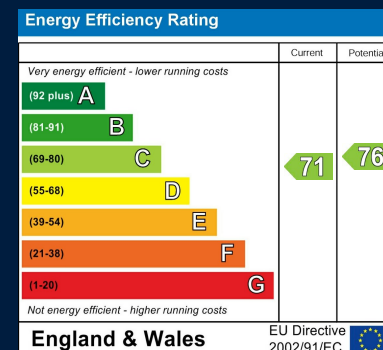 Energy Efficiency Rating
Current Potentia
Very energy efficient - lower running costs
(92 plus) A
(81-91) B
(69-80) C
71
76
(55-68) D
(39-54) E
(21-38) F
(1-20) G
Not energy efficient - higher running costs
England & Wales
EU Directive
2002/91/EC